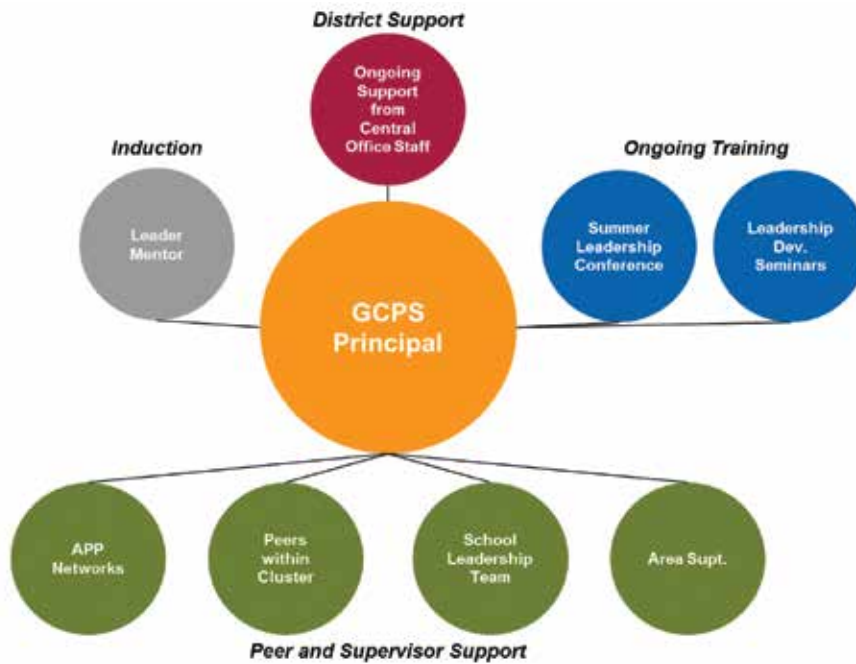 District Support
Ongoing
Support
from
Central
Office Staff
Induction
Ongoing Training
Leader
Mentor
Summer
Leadership
Conference
Leadership
Dev.
Seminars
GCPS
Principal
APP
Networks
Peers
within
Cluster
School
Leadership
Team
Area Supt.
Peer and Supervisor Support